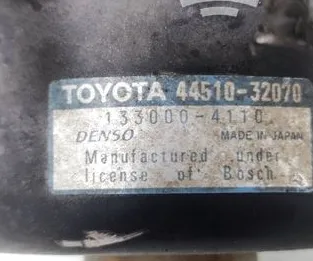 TOYOTA 44510-32070
133000-4110
DENSO MADE IN JAPAN
Manufactured under
license of Bosch